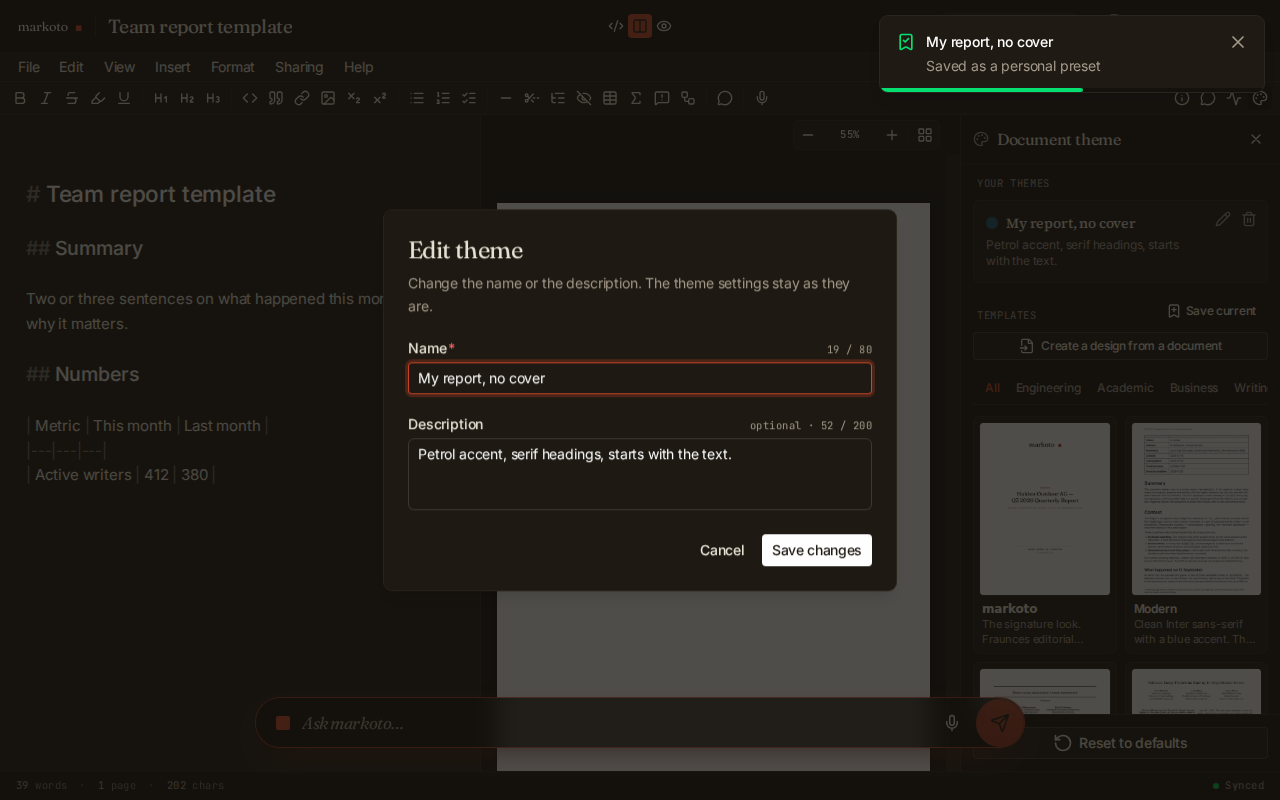 markoto
Team report template
My report, no cover
Saved as a personal preset
File Edit View Insert Format Sharing Help
H1 H2 H3
55%
Document theme
YOUR THEMES
My report, no cover
Petrol accent, serif headings, starts
with the text.
TEMPLATES
Save current
Create a design from a document
All Engineering Academic Business Writin
markoto
The signature look.
Fraunces editorial...
Modern
Clean Inter sans-serif
with a blue accent. Th...
Reset to defaults
# Team report template
## Summary
Two or three sentences on what happened this mon
why it matters.
## Numbers
| Metric | This month | Last month |
|---|---|---|
| Active writers | 412 | 380 |
Edit theme
Change the name or the description. The theme settings stay as they
are.
Name* 19 / 80
My report, no cover
Description optional · 52 / 200
Petrol accent, serif headings, starts with the text.
Cancel Save changes
Ask markoto...
39 words · 1 page · 202 chars
Synced